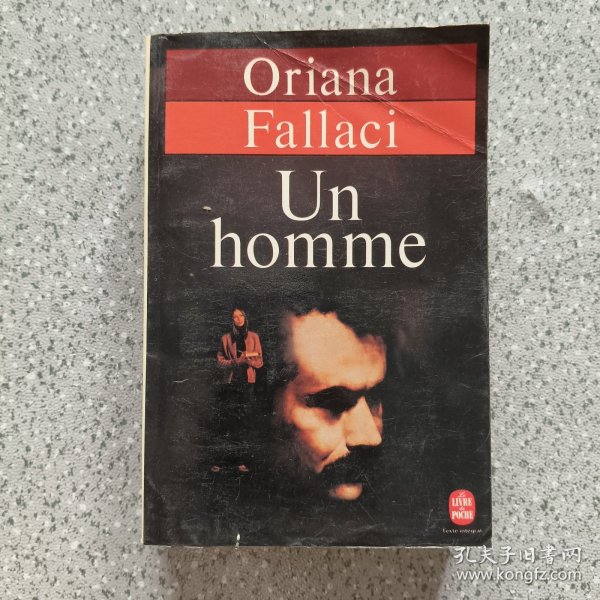 Oriana
Fallaci
Un
homme
Le
LIVRE
de
POCHE
Texte intégral
孔夫子旧书网
www.kongfz.com